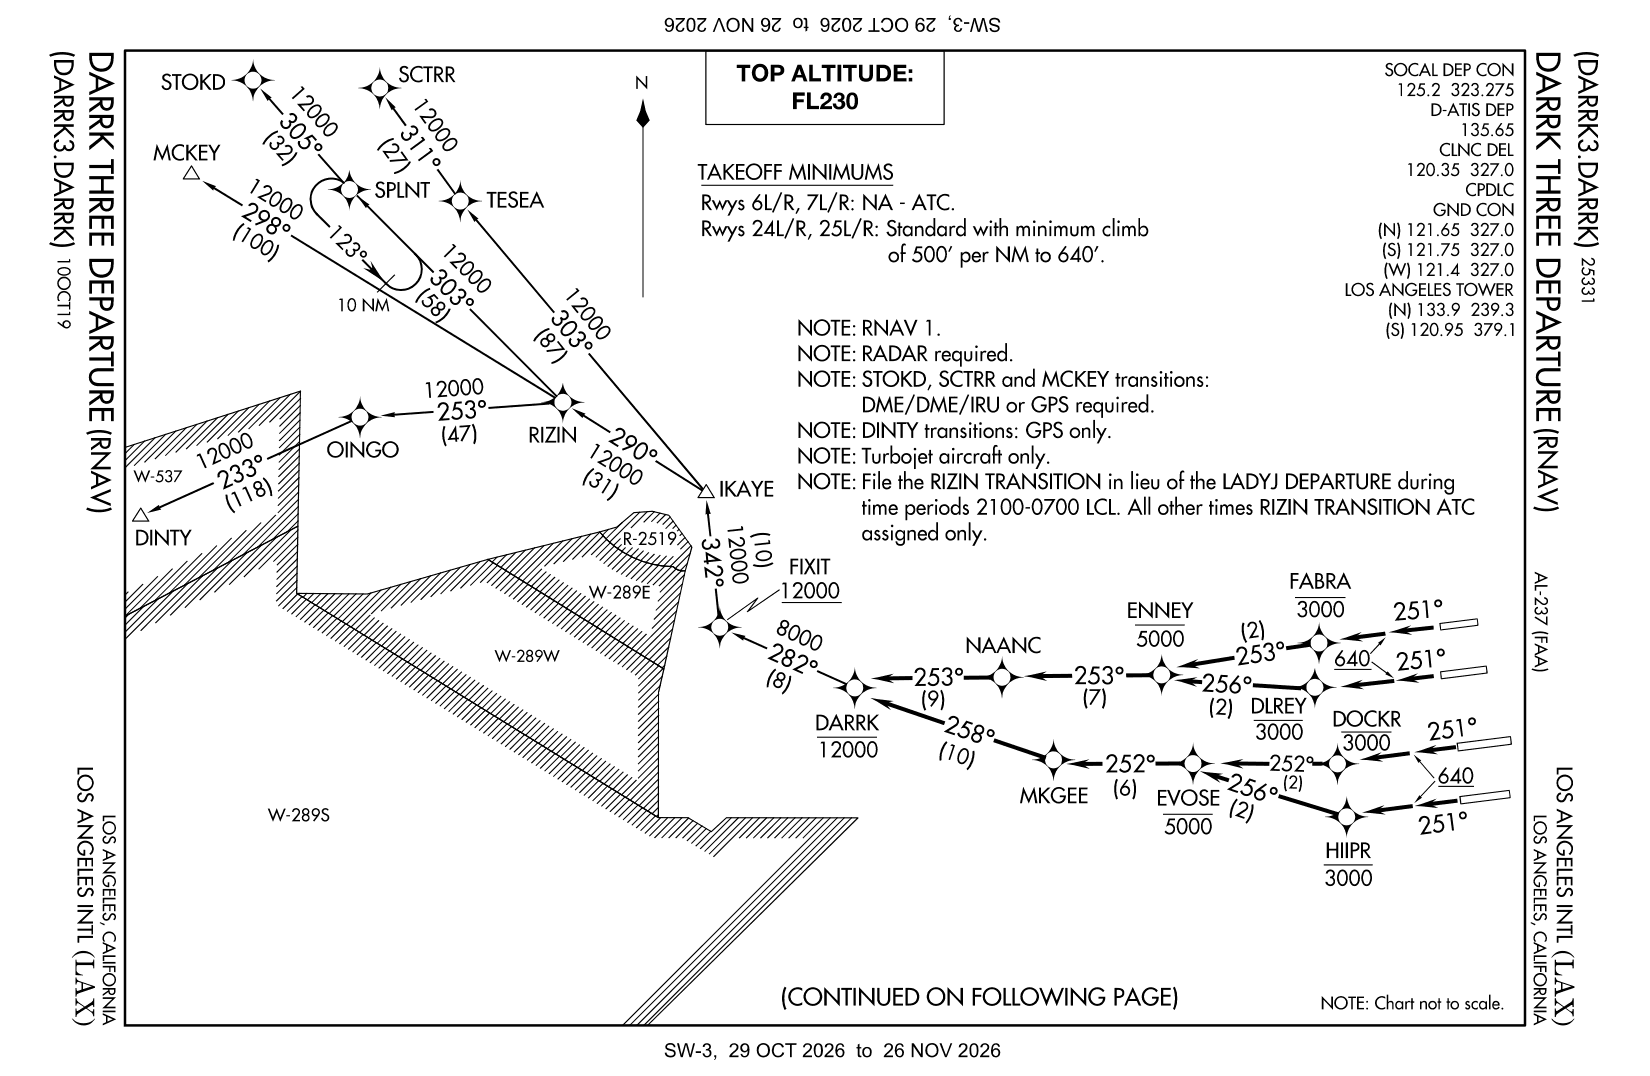 SW-3, 29 OCT 2026 to 26 NOV 2026
DARRK THREE DEPARTURE (RNAV)
(DARRK3.DARRK) 10OCT19
LOS ANGELES, CALIFORNIA
LOS ANGELES INTL (LAX)
(DARRK3.DARRK) 25331
DARRK THREE DEPARTURE (RNAV)
AL-237 (FAA)
LOS ANGELES INTL (LAX)
LOS ANGELES, CALIFORNIA
TOP ALTITUDE:
FL230
SOCAL DEP CON
125.2 323.275
D-ATIS DEP
135.65
CLNC DEL
120.35 327.0
CPDLC
GND CON
(N) 121.65 327.0
(S) 121.75 327.0
(W) 121.4 327.0
LOS ANGELES TOWER
(N) 133.9 239.3
(S) 120.95 379.1
N
TAKEOFF MINIMUMS
Rwys 6L/R, 7L/R: NA - ATC.
Rwys 24L/R, 25L/R: Standard with minimum climb
of 500′ per NM to 640′.
NOTE: RNAV 1.
NOTE: RADAR required.
NOTE: STOKD, SCTRR and MCKEY transitions:
DME/DME/IRU or GPS required.
NOTE: DINTY transitions: GPS only.
NOTE: Turbojet aircraft only.
NOTE: File the RIZIN TRANSITION in lieu of the LADYJ DEPARTURE during
time periods 2100-0700 LCL. All other times RIZIN TRANSITION ATC
assigned only.
STOKD
SCTRR
12000
305°
(32)
12000
311°
(27)
MCKEY
SPLNT
TESEA
12000
298°
(100)
123°
10 NM
12000
303°
(58)
12000
303°
(87)
12000
253°
(47)
OINGO
RIZIN
290°
12000
(31)
IKAYE
12000
233°
(118)
W-537
DINTY
R-2519
W-289E
W-289W
W-289S
(10)
12000
342°
FIXIT
12000
8000
282°
(8)
DARRK
12000
253°
(9)
NAANC
253°
(7)
ENNEY
5000
(2)
253°
FABRA
3000
251°
640
256°
(2)
DLREY
3000
251°
258°
(10)
MKGEE
252°
(6)
EVOSE
5000
252°
(2)
DOCKR
3000
251°
640
256°
(2)
HIIPR
3000
251°
(CONTINUED ON FOLLOWING PAGE)
NOTE: Chart not to scale.
SW-3, 29 OCT 2026 to 26 NOV 2026